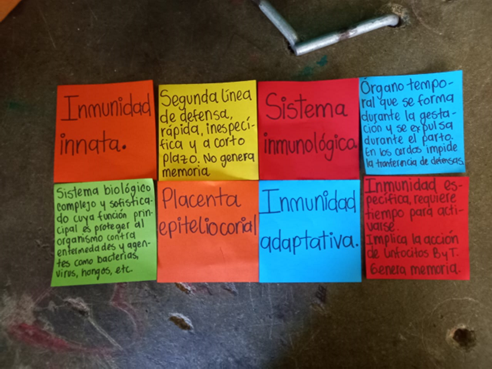 Inmunidad
innata.
Segunda línea
de defensa,
rápida, inespecí-
fica y a corto
plazo. No genera
memoria
Sistema
inmunológica
Órgano tempo-
ral que se forma
durante la gesta-
ción y se expulsa
durante el parto.
En los cerdos impide
la tranferencia de defensas.
Sistema biológico
complejo y sofistica-
do cuya función prin-
cipal es proteger al
organismo contra
enfermedades y agen-
tes como bacterias,
virus, hongos, etc
Placenta
epiteliocorial
Inmunidad
adaptativa.
Inmunidad es-
pecífica, requiere
tiempo para acti-
varse.
Implica la acción
de linfocitos B y T.
Genera memoria.